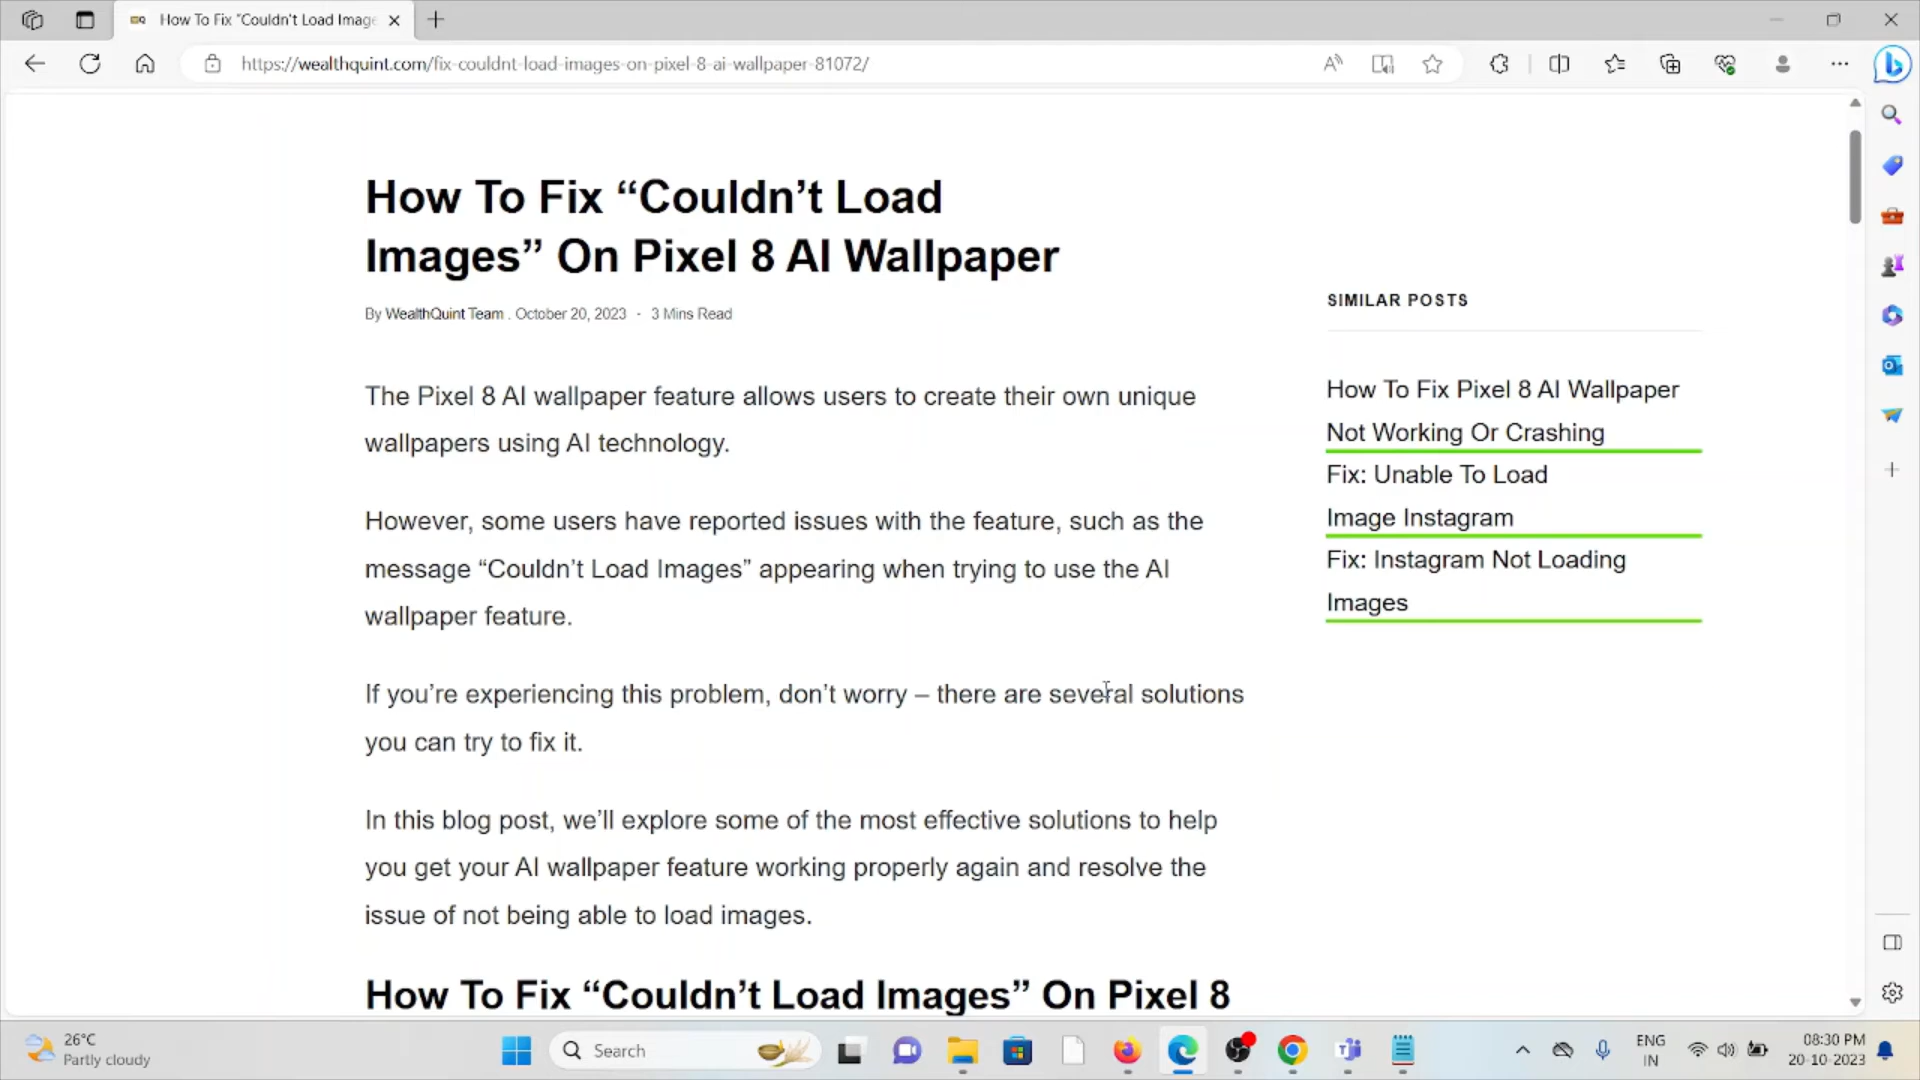 How To Fix "Couldn't Load Image
https://wealthquint.com/fix-couldnt-load-images-on-pixel-8-ai-wallpaper-81072/
How To Fix “Couldn’t Load
Images” On Pixel 8 AI Wallpaper
By WealthQuint Team . October 20, 2023 · 3 Mins Read
The Pixel 8 AI wallpaper feature allows users to create their own unique
wallpapers using AI technology.
However, some users have reported issues with the feature, such as the
message “Couldn’t Load Images” appearing when trying to use the AI
wallpaper feature.
If you’re experiencing this problem, don’t worry – there are several solutions
you can try to fix it.
In this blog post, we’ll explore some of the most effective solutions to help
you get your AI wallpaper feature working properly again and resolve the
issue of not being able to load images.
How To Fix “Couldn’t Load Images” On Pixel 8
SIMILAR POSTS
How To Fix Pixel 8 AI Wallpaper
Not Working Or Crashing
Fix: Unable To Load
Image Instagram
Fix: Instagram Not Loading
Images
26°C
Partly cloudy
Search
ENG
IN
08:30 PM
20-10-2023